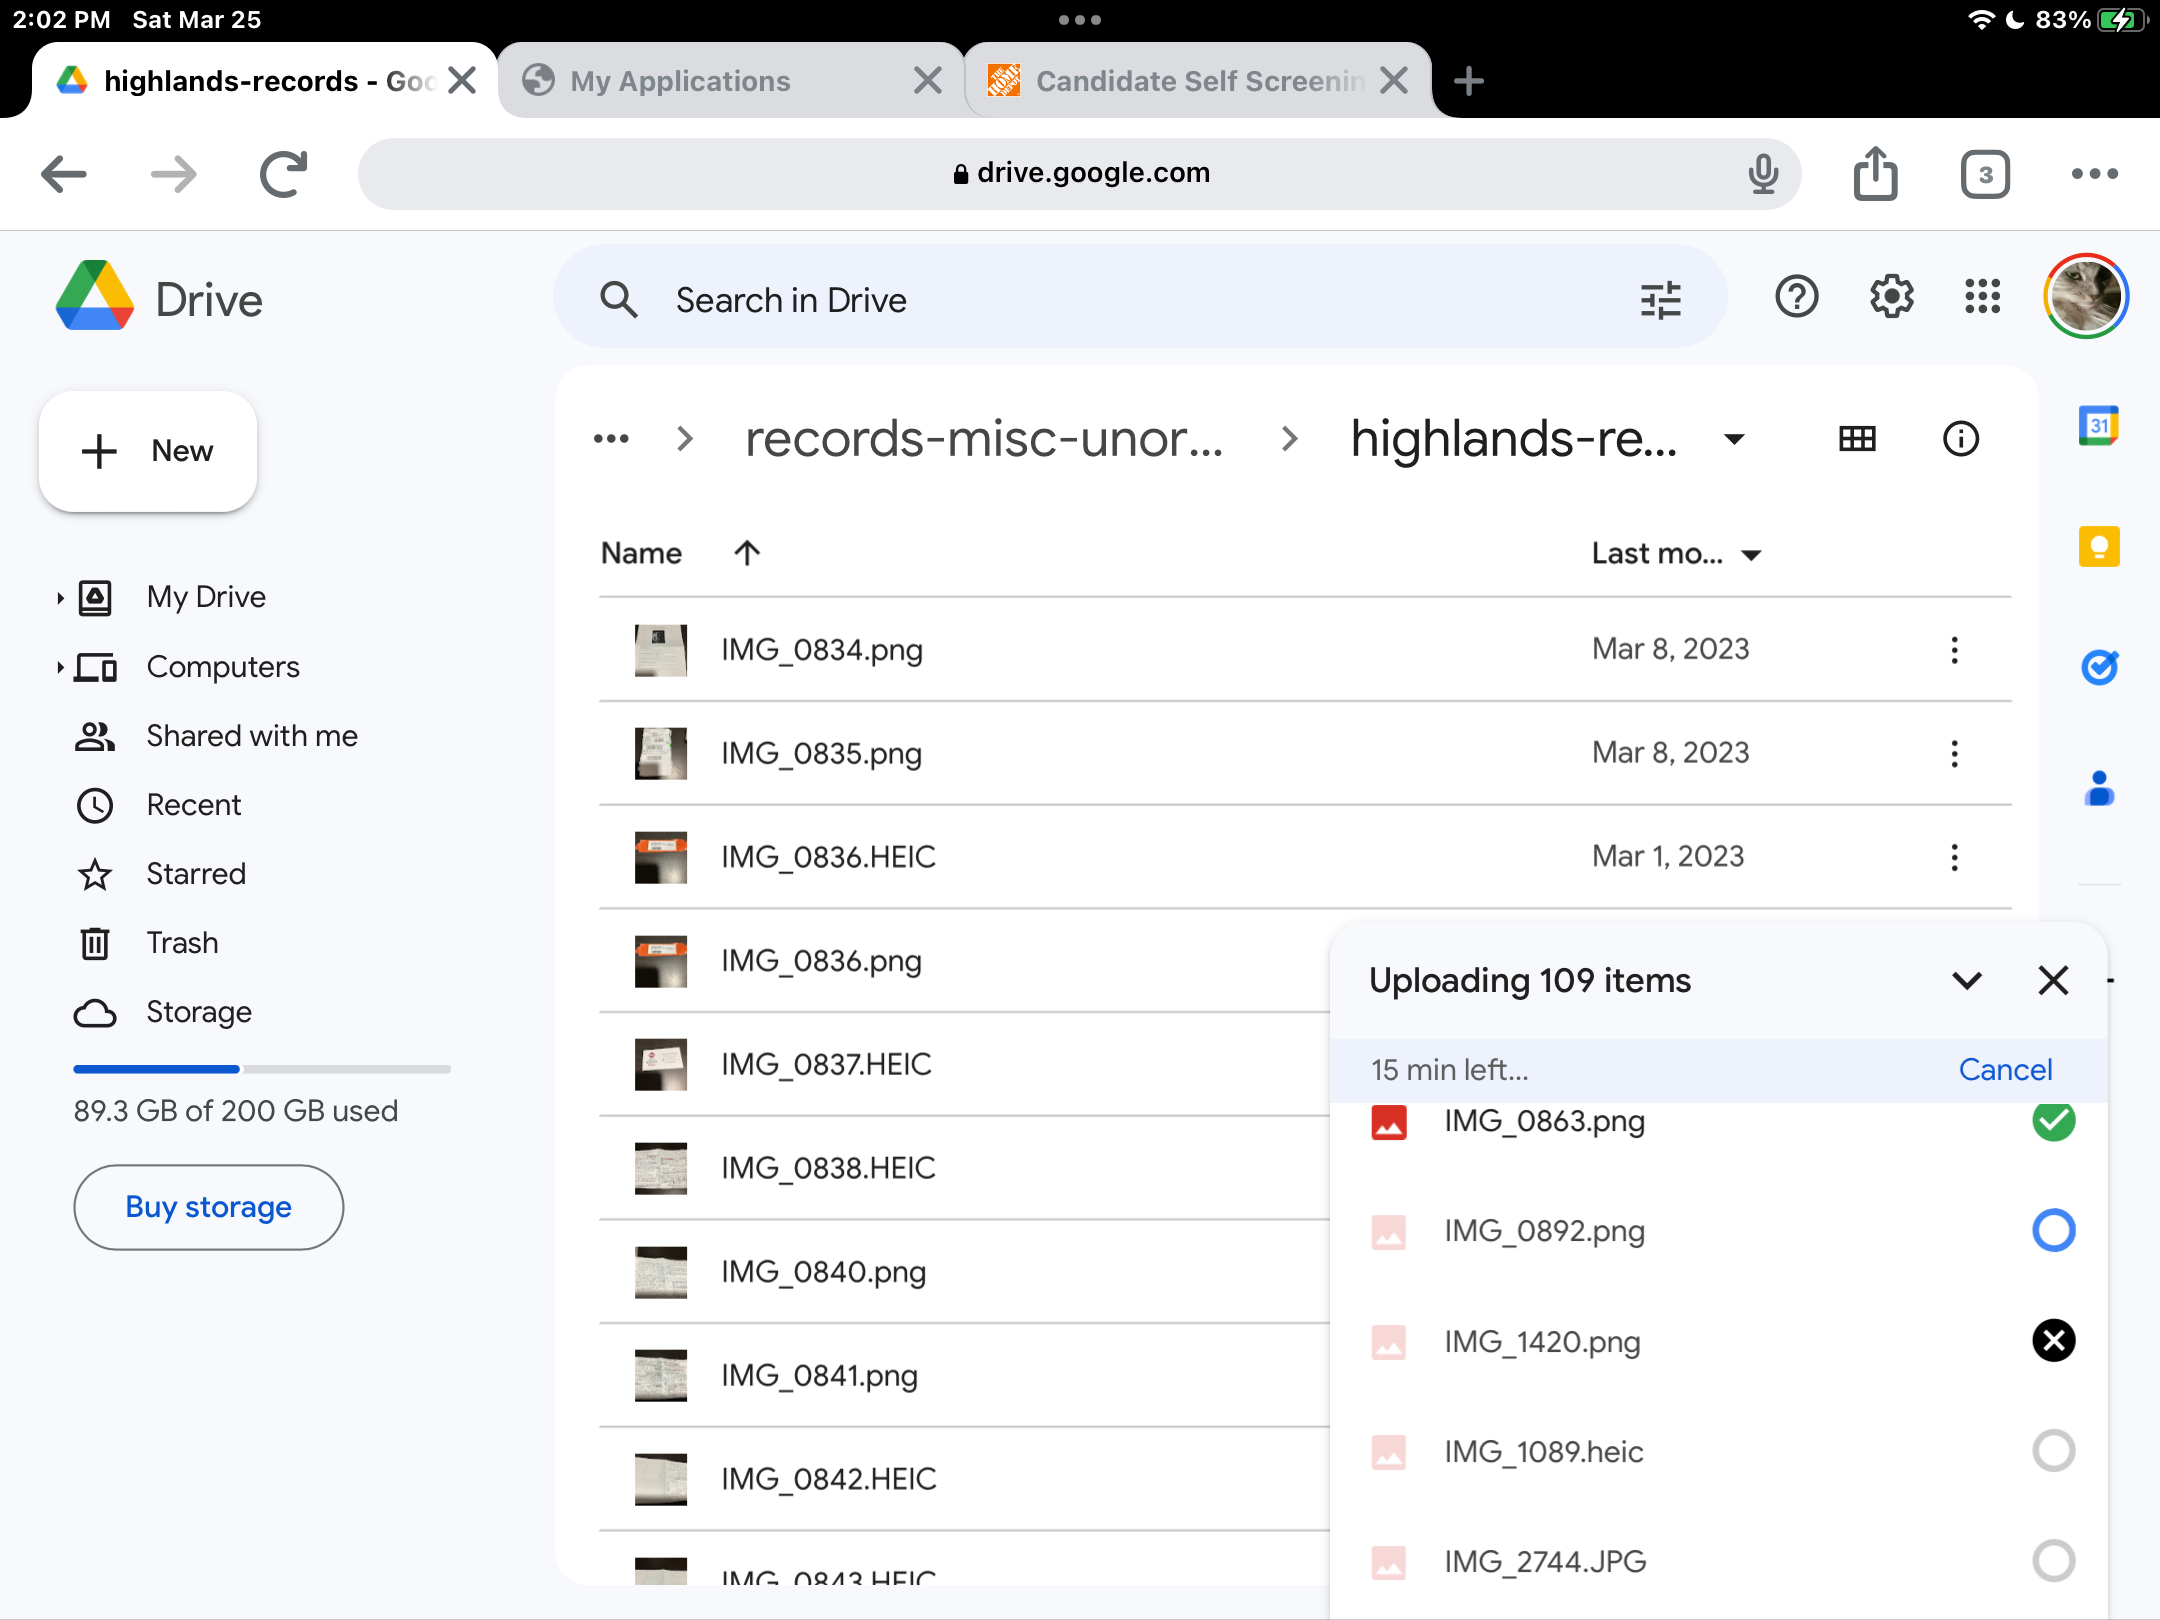 2:02 PM Sat Mar 25
83%
highlands-records - Goo
My Applications
Candidate Self Screenin
drive.google.com
3
Drive
Search in Drive
New
records-misc-unor...
highlands-re...
31
Name
Last mo...
My Drive
Computers
Shared with me
Recent
Starred
Trash
Storage
89.3 GB of 200 GB used
Buy storage
IMG_0834.png
Mar 8, 2023
IMG_0835.png
Mar 8, 2023
IMG_0836.HEIC
Mar 1, 2023
IMG_0836.png
IMG_0837.HEIC
IMG_0838.HEIC
IMG_0840.png
IMG_0841.png
IMG_0842.HEIC
IMG_0843.HEIC
Uploading 109 items
15 min left...
Cancel
IMG_0863.png
IMG_0892.png
IMG_1420.png
IMG_1089.heic
IMG_2744.JPG